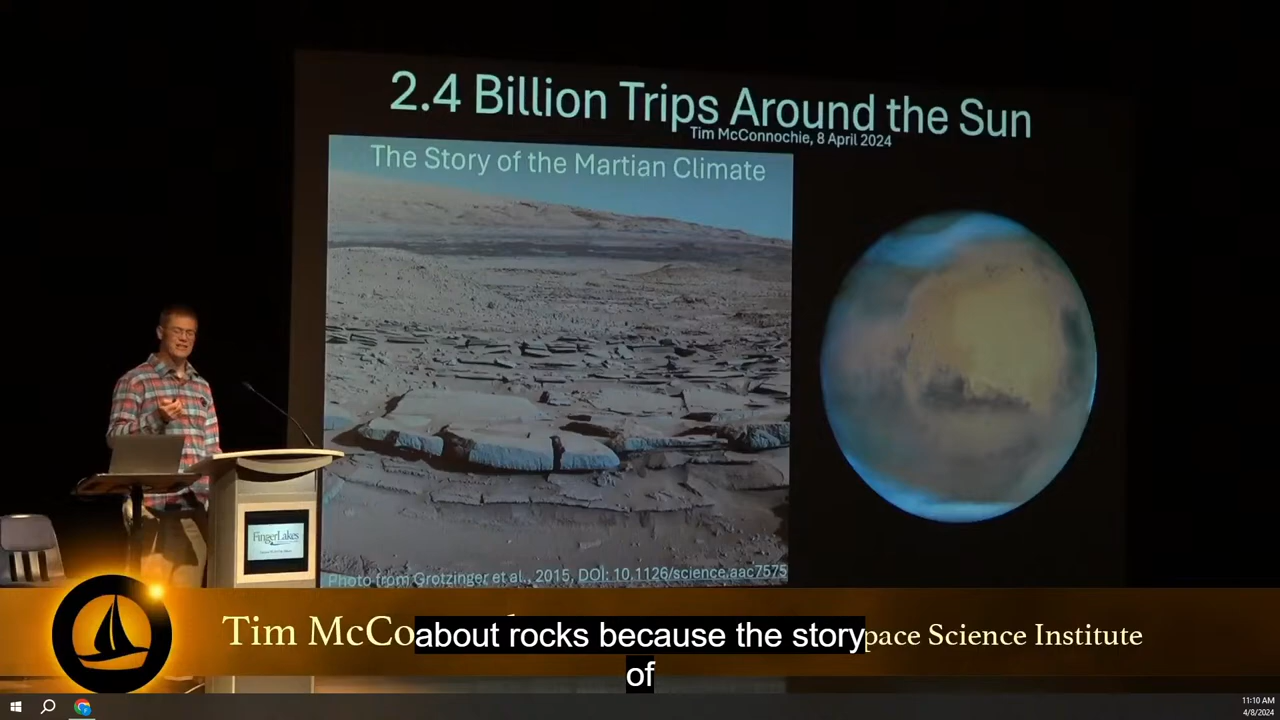 2.4 Billion Trips Around the Sun
Tim McConnochie, 8 April 2024
The Story of the Martian Climate
Photo from Grotzinger et al., 2015, DOI: 10.1126/science.aac7575
FingerLakes
Tim McCo
pace Science Institute
about rocks because the story
of
11:10 AM
4/8/2024